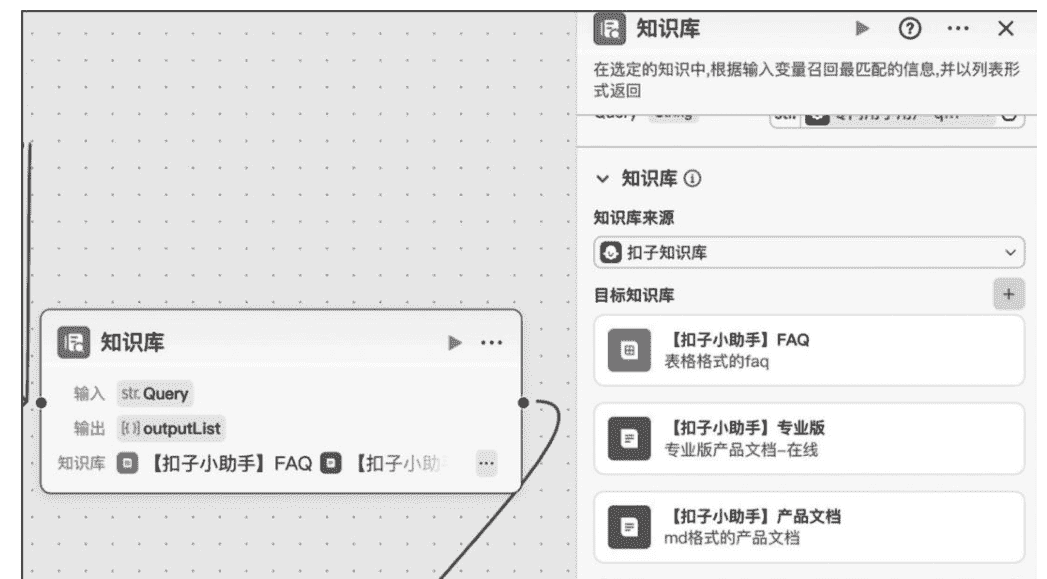 知识库
输入 str. Query
输出 [{}] outputList
知识库 【扣子小助手】FAQ 【扣子小助
知识库
在选定的知识中,根据输入变量召回最匹配的信息,并以列表形
式返回
知识库
知识库来源
扣子知识库
目标知识库
【扣子小助手】FAQ
表格格式的faq
【扣子小助手】专业版
专业版产品文档-在线
【扣子小助手】产品文档
md格式的产品文档